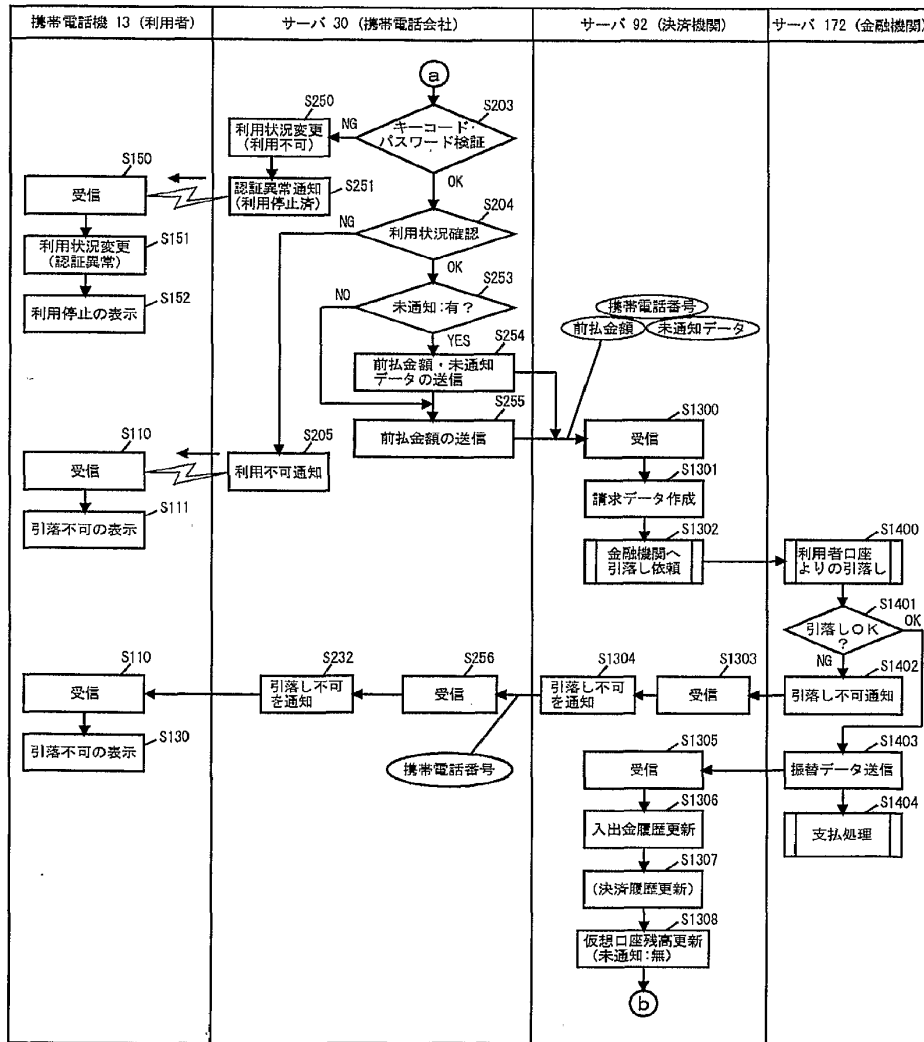 携帯電話機 13 (利用者)
サーバ 30 (携帯電話会社)
サーバ 92 (決済機関)
サーバ 172 (金融機関)
a
S203
キーコード・
パスワード検証
NG
OK
S250
利用状況変更
(利用不可)
S251
認証異常通知
(利用停止済)
S150
受信
S151
利用状況変更
(認証異常)
S152
利用停止の表示
S204
利用状況確認
NG
OK
S253
未通知:有?
NO
YES
S254
前払金額・未通知
データの送信
S255
前払金額の送信
携帯電話番号
前払金額
未通知データ
S205
利用不可通知
S110
受信
S111
引落不可の表示
S1300
受信
S1301
請求データ作成
S1302
金融機関へ
引落し依頼
S1400
利用者口座
よりの引落し
S1401
引落しOK
?
OK
NG
S1402
引落し不可通知
S1303
受信
S1304
引落し不可
を通知
S256
受信
S232
引落し不可
を通知
S110
受信
S130
引落不可の表示
携帯電話番号
S1403
振替データ送信
S1404
支払処理
S1305
受信
S1306
入出金履歴更新
S1307
(決済履歴更新)
S1308
仮想口座残高更新
(未通知:無)
b